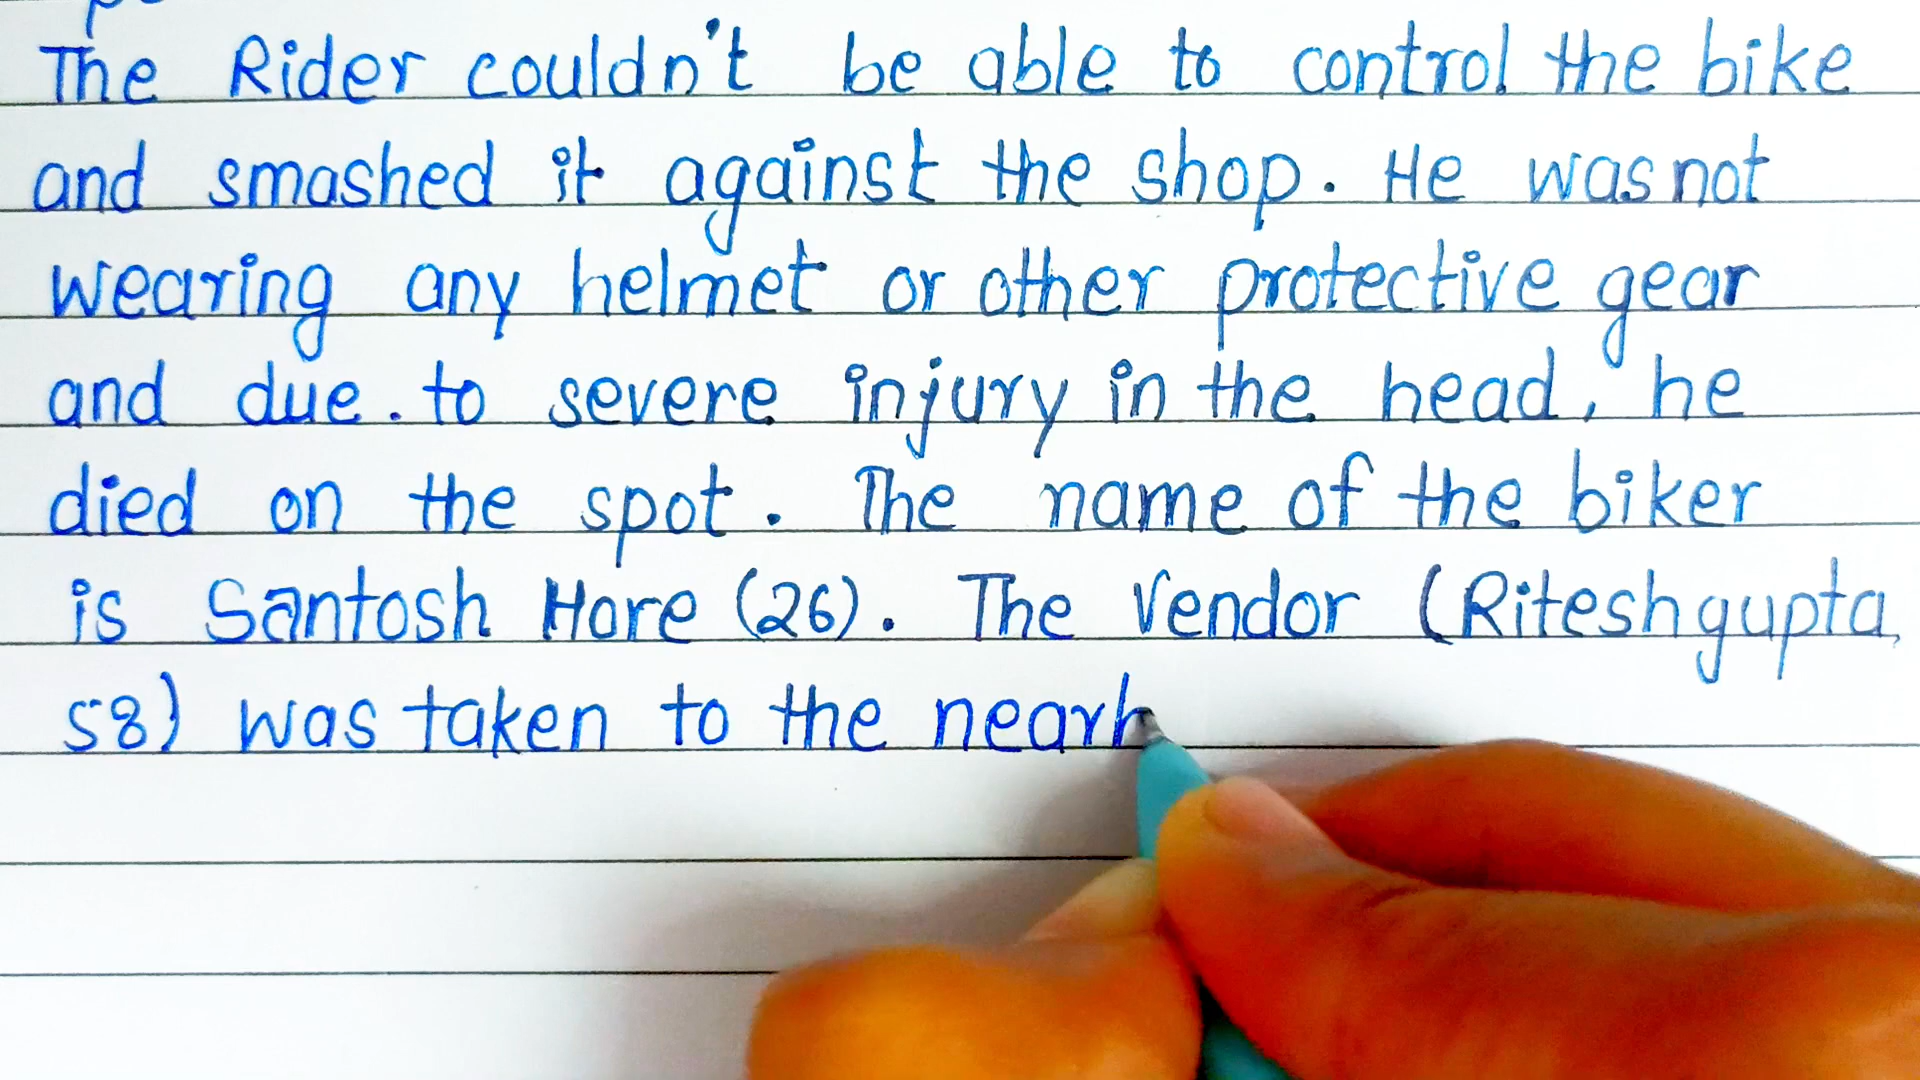 The Rider couldn't be able to control the bike
and smashed it against the shop. He was not
wearing any helmet or other protective gear
and due. to severe injury in the head, he
died on the spot. The name of the biker
is Santosh Hore (26). The Vendor (Ritesh gupta,
58) was taken to the